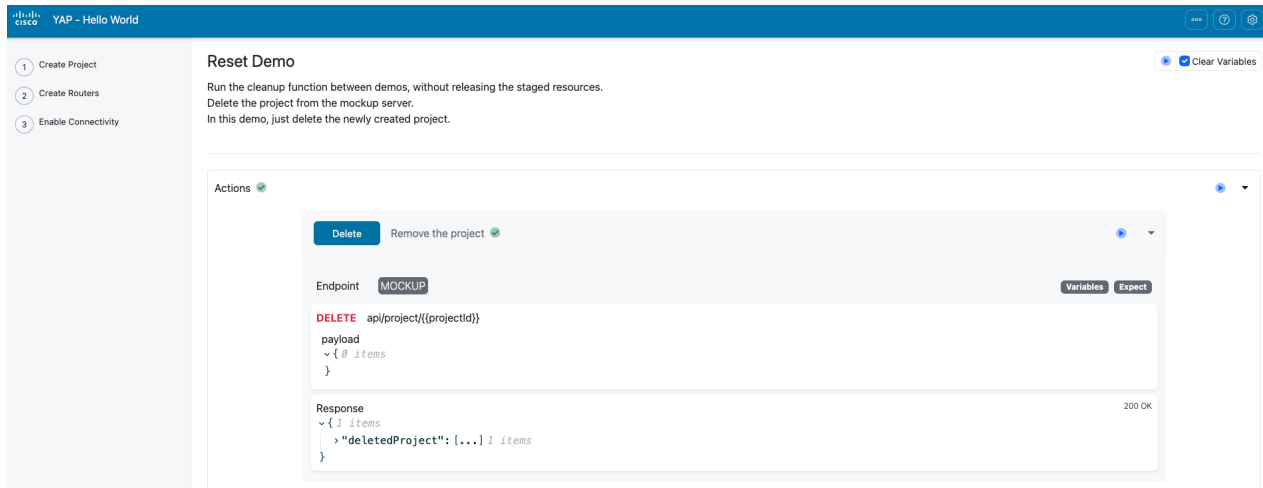 cisco YAP - Hello World
1 Create Project
2 Create Routers
3 Enable Connectivity
Reset Demo
Clear Variables
Run the cleanup function between demos, without releasing the staged resources.
Delete the project from the mockup server.
In this demo, just delete the newly created project.
Actions
Delete Remove the project
Endpoint MOCKUP Variables Expect
DELETE api/project/{{projectId}}
payload
{ 0 items
}
Response 200 OK
{ 1 items
"deletedProject": [...] 1 items
}